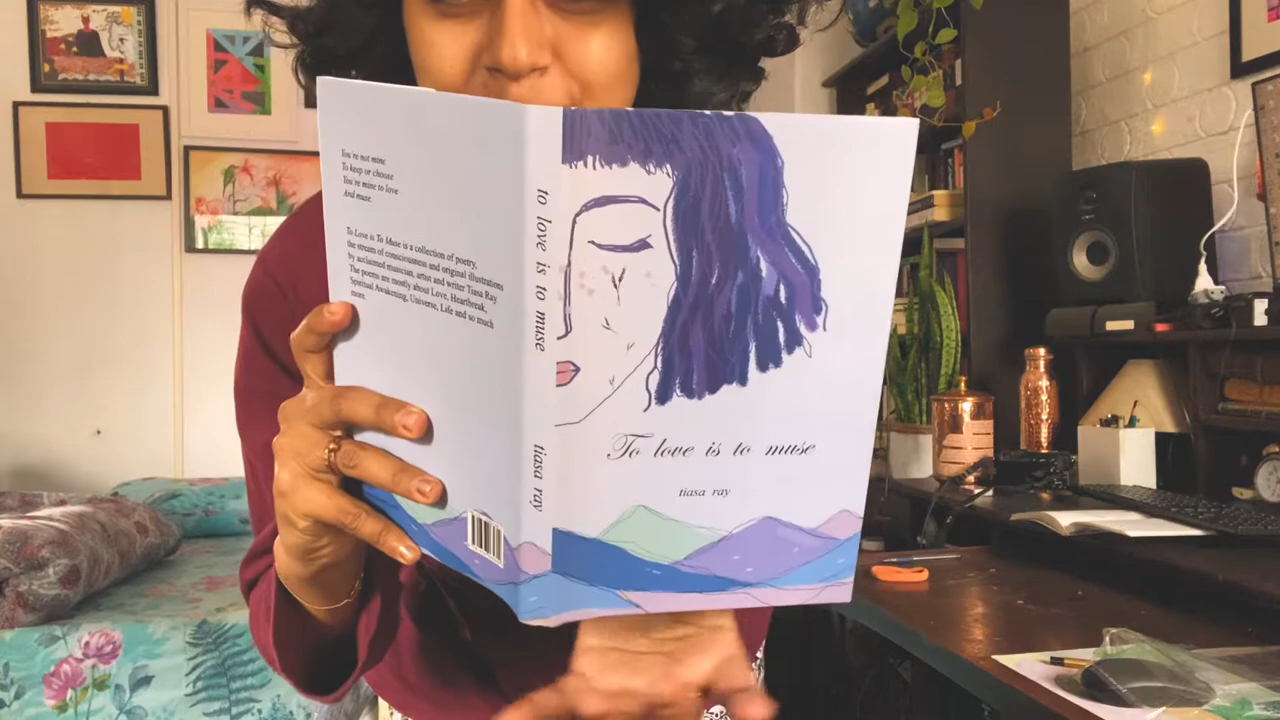 You're not mine
To keep or choose
You're mine to love
And muse.
To Love is To Muse is a collection of poetry,
the stream of consciousness and original illustrations
by acclaimed musician, artist and writer Tiasa Ray
The poems are mostly about Love, Heartbreak,
Spiritual Awakening, Universe, Life and so much
more.
to love is to muse
tiasa ray
To love is to muse
tiasa ray